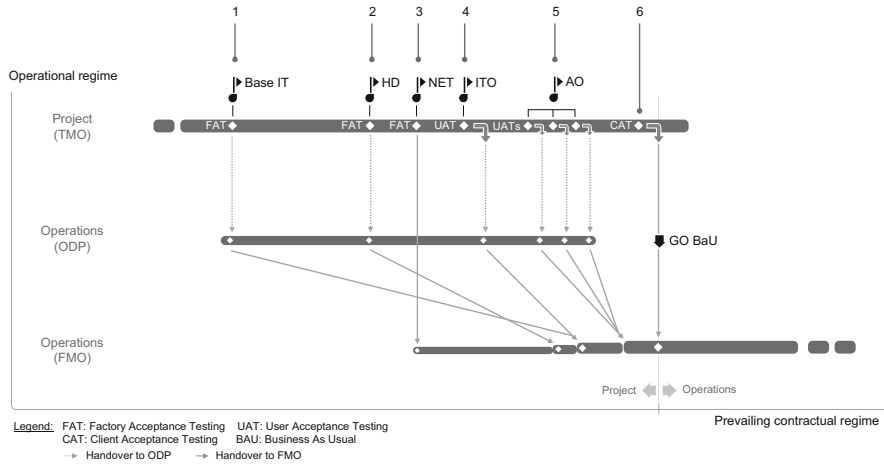 1 2 3 4 5 6
Operational regime
Base IT HD NET ITO AO
Project
(TMO)
FAT FAT FAT UAT UATs CAT
Operations
(ODP)
GO BaU
Operations
(FMO)
Project Operations
Prevailing contractual regime
Legend: FAT: Factory Acceptance Testing UAT: User Acceptance Testing
CAT: Client Acceptance Testing BAU: Business As Usual
Handover to ODP Handover to FMO